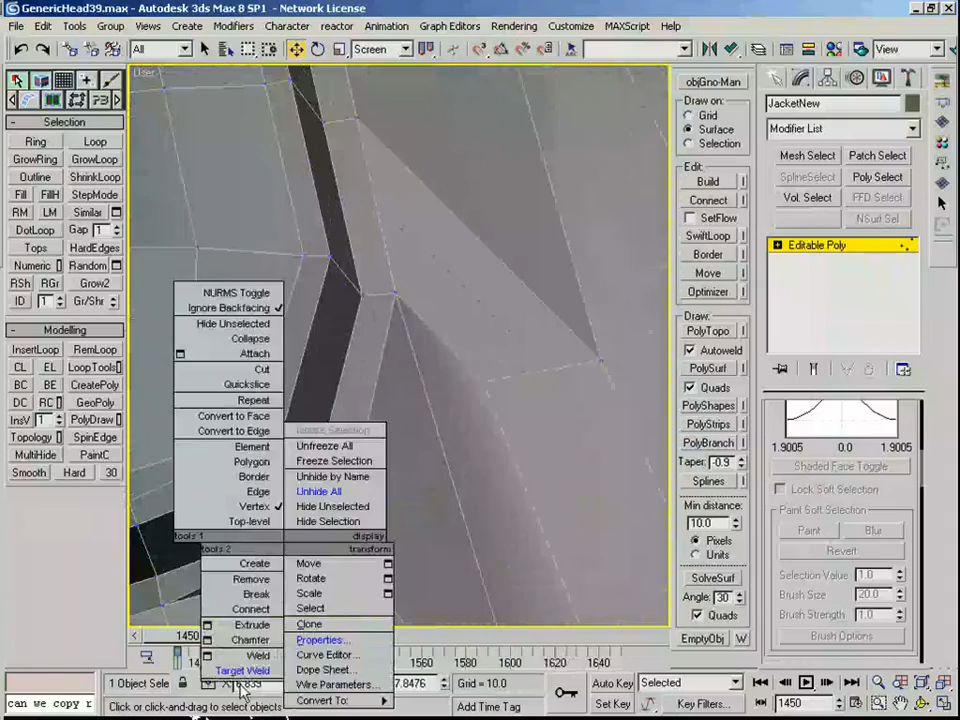 GenericHead39.max - Autodesk 3ds Max 8 SP1 - Network License
File Edit Tools Group Views Create Modifiers Character reactor Animation Graph Editors Rendering Customize MAXScript Help
All Screen View
User
Selection
Ring Loop
GrowRing GrowLoop
Outline ShrinkLoop
Fill FillH StepMode
RM LM Similar
DotLoop Gap 1
Tops HardEdges
Numeric Random
RSh RGr Grow2
ID 1 Gr/Shr
Modelling
InsertLoop RemLoop
CL EL LoopTools
BC BE CreatePoly
DC RC GeoPoly
InsV 1 PolyDraw
Topology SpinEdge
MultiHide PaintC
Smooth Hard 30
NURMS Toggle
Ignore Backfacing
Hide Unselected
Collapse
Attach
Cut
Quickslice
Repeat
Convert to Face
Convert to Edge
Element
Polygon
Border
Edge
Vertex
Top-level
tools 1
Isolate Selection
Unfreeze All
Freeze Selection
Unhide by Name
Unhide All
Hide Unselected
Hide Selection
display
tools 2
Create
Remove
Break
Connect
Extrude
Chamfer
Weld
Target Weld
transform
Move
Rotate
Scale
Select
Clone
Properties...
Curve Editor...
Dope Sheet...
Wire Parameters...
Convert To:
objGno-Man
Draw on:
Grid
Surface
Selection
Edit:
Build
Connect
SetFlow
SwiftLoop
Border
Move
Optimizer
Draw:
PolyTopo
Autoweld
PolySurf
Quads
PolyShapes
PolyStrips
PolyBranch
Taper: -0.9
Splines
Min distance:
10.0
Pixels
Units
SolveSurf
Angle: 30
Quads
EmptyObj W
JacketNew
Modifier List
Mesh Select Patch Select
SplineSelect Poly Select
Vol. Select FFD Select
NSurf Sel
Editable Poly
1.9005 0.0 1.9005
Shaded Face Toggle
Lock Soft Selection
Paint Soft Selection
Paint Blur
Revert
Selection Value 1.0
Brush Size 20.0
Brush Strength 1.0
Brush Options
1450
1560 1580 1600 1620 1640
1 Object Sele 7.8476 Grid = 10.0 Auto Key Selected
can we copy r Click or click-and-drag to select objects Add Time Tag Set Key Key Filters... 1450